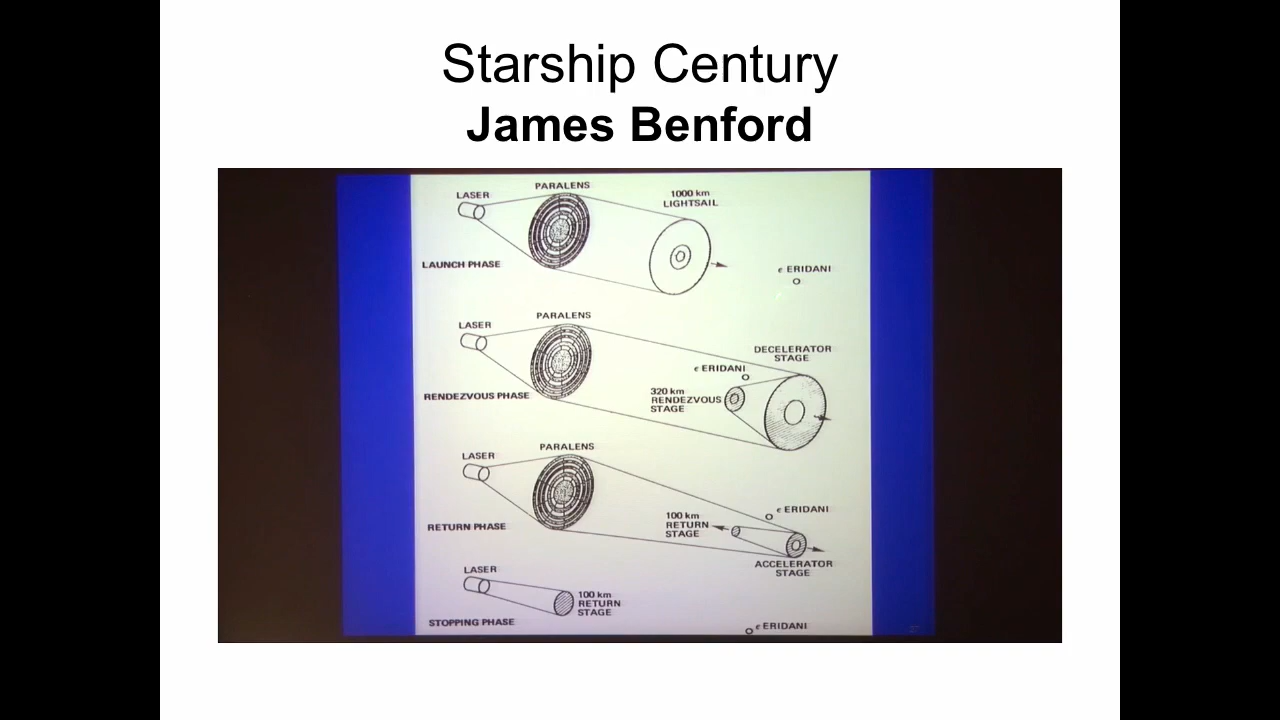 Starship Century
James Benford
PARALENS
LASER
1000 km
LIGHTSAIL
LAUNCH PHASE
ϵ ERIDANI
PARALENS
LASER
DECELERATOR
STAGE
ϵ ERIDANI
320 km
RENDEZVOUS
STAGE
RENDEZVOUS PHASE
PARALENS
LASER
ϵ ERIDANI
100 km
RETURN
STAGE
RETURN PHASE
ACCELERATOR
STAGE
LASER
100 km
RETURN
STAGE
STOPPING PHASE
ϵ ERIDANI